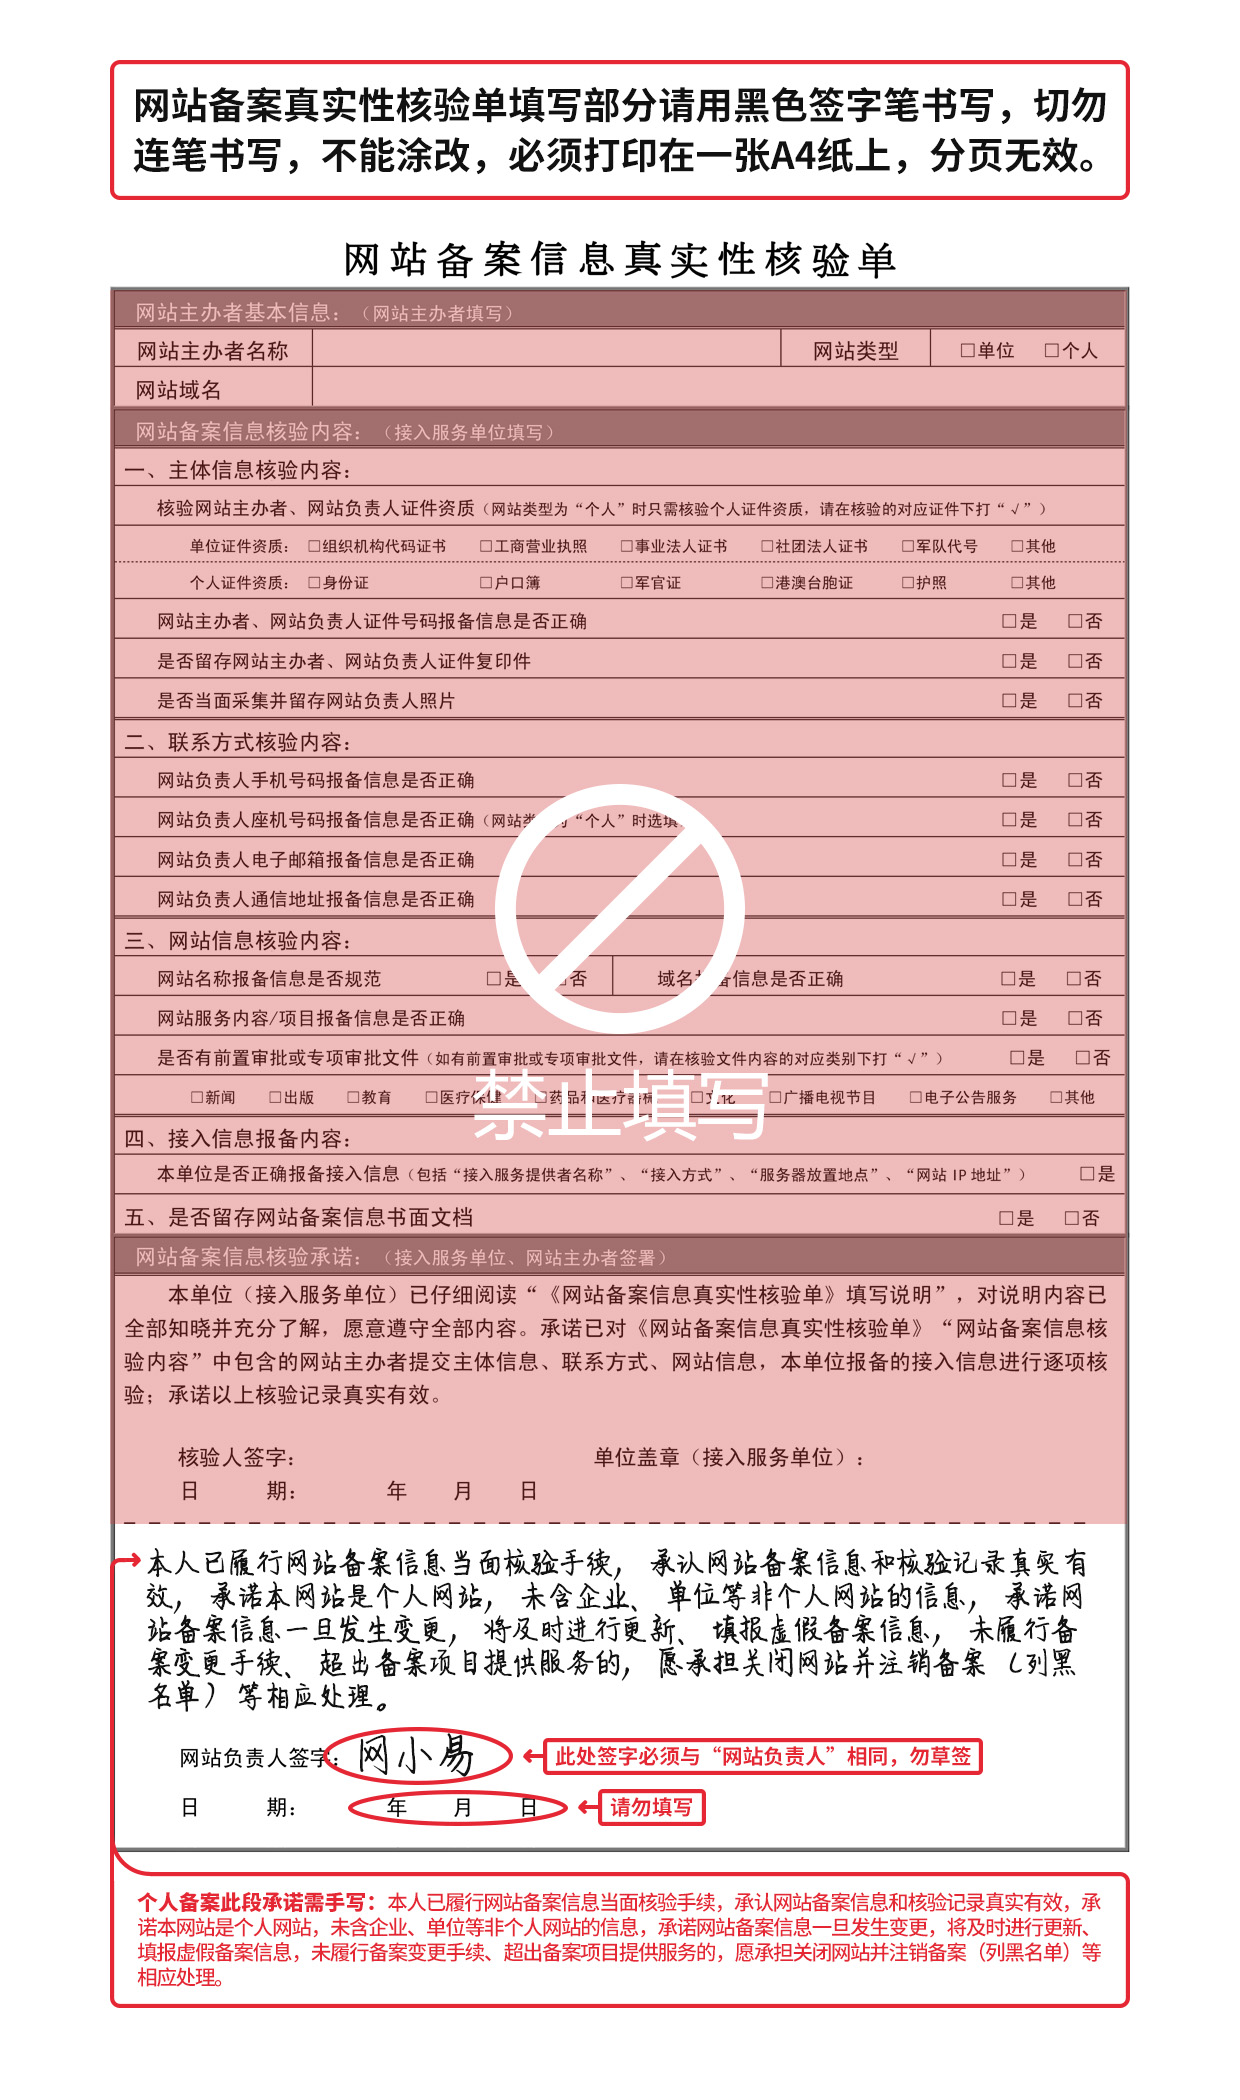 网站备案真实性核验单填写部分请用黑色签字笔书写，切勿
连笔书写，不能涂改，必须打印在一张A4纸上，分页无效。
网站备案信息真实性核验单
网站主办者基本信息：（网站主办者填写）
网站主办者名称 网站类型 □单位 □个人
网站域名
网站备案信息核验内容：（接入服务单位填写）
一、主体信息核验内容：
核验网站主办者、网站负责人证件资质（网站类型为“个人”时只需核验个人证件资质，请在核验的对应证件下打“√”）
单位证件资质： □组织机构代码证书 □工商营业执照 □事业法人证书 □社团法人证书 □军队代号 □其他
个人证件资质： □身份证 □户口簿 □军官证 □港澳台胞证 □护照 □其他
网站主办者、网站负责人证件号码报备信息是否正确 □是 □否
是否留存网站主办者、网站负责人证件复印件 □是 □否
是否当面采集并留存网站负责人照片 □是 □否
二、联系方式核验内容：
网站负责人手机号码报备信息是否正确 □是 □否
网站负责人座机号码报备信息是否正确（网站类 “个人”时选填 □是 □否
网站负责人电子邮箱报备信息是否正确 □是 □否
网站负责人通信地址报备信息是否正确 □是 □否
三、网站信息核验内容：
网站名称报备信息是否规范 □是 □否 域名报备信息是否正确 □是 □否
网站服务内容/项目报备信息是否正确 □是 □否
是否有前置审批或专项审批文件（如有前置审批或专项审批文件，请在核验文件内容的对应类别下打“√”） □是 □否
□新闻 □出版 □教育 □医疗保健 □药品和医疗器械 □文化 □广播电视节目 □电子公告服务 □其他
禁止填写
四、接入信息报备内容：
本单位是否正确报备接入信息（包括“接入服务提供者名称”、“接入方式”、“服务器放置地点”、“网站 IP 地址”） □是
五、是否留存网站备案信息书面文档 □是 □否
网站备案信息核验承诺：（接入服务单位、网站主办者签署）
本单位（接入服务单位）已仔细阅读“《网站备案信息真实性核验单》填写说明”，对说明内容已
全部知晓并充分了解，愿意遵守全部内容。承诺已对《网站备案信息真实性核验单》“网站备案信息核
验内容”中包含的网站主办者提交主体信息、联系方式、网站信息，本单位报备的接入信息进行逐项核
验；承诺以上核验记录真实有效。
核验人签字： 单位盖章（接入服务单位）：
日 期： 年 月 日
本人已履行网站备案信息当面核验手续，承认网站备案信息和核验记录真实有
效，承诺本网站是个人网站，未含企业、单位等非个人网站的信息，承诺网
站备案信息一旦发生变更，将及时进行更新、填报虚假备案信息，未履行备
案变更手续、超出备案项目提供服务的，愿承担关闭网站并注销备案（列黑
名单）等相应处理。
网站负责人签字：网小易
此处签字必须与“网站负责人”相同，勿草签
日 期： 年 月 日
请勿填写
个人备案此段承诺需手写：本人已履行网站备案信息当面核验手续，承认网站备案信息和核验记录真实有效，承
诺本网站是个人网站，未含企业、单位等非个人网站的信息，承诺网站备案信息一旦发生变更，将及时进行更新、
填报虚假备案信息，未履行备案变更手续、超出备案项目提供服务的，愿承担关闭网站并注销备案（列黑名单）等
相应处理。